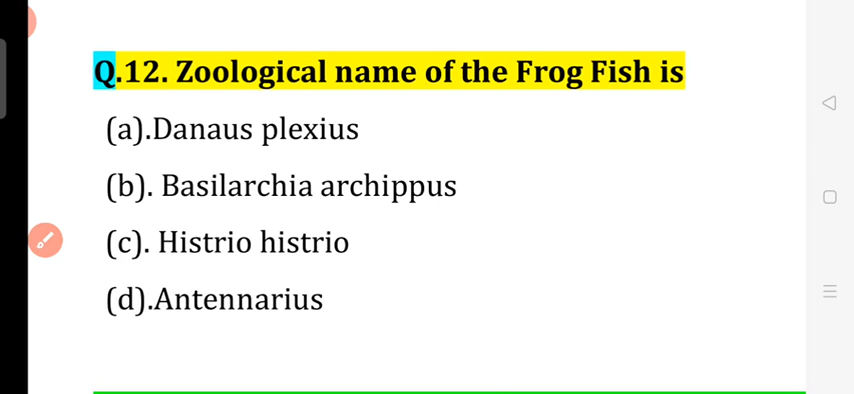 Q.12. Zoological name of the Frog Fish is
(a).Danaus plexius
(b). Basilarchia archippus
(c). Histrio histrio
(d).Antennarius